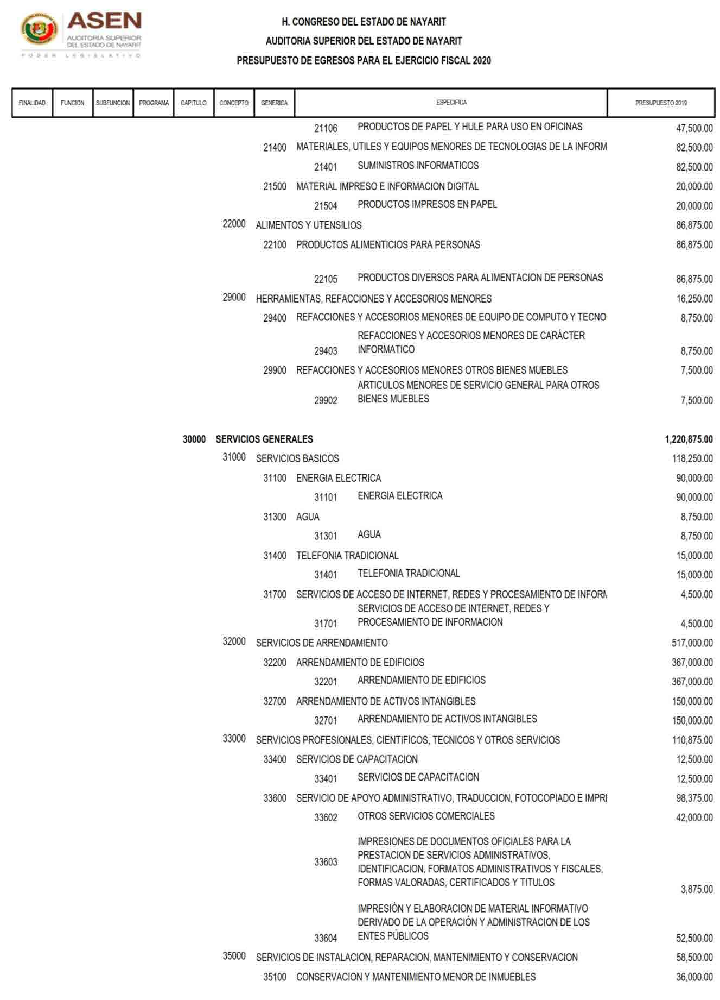 ASEN
AUDITORÍA SUPERIOR
DEL ESTADO DE NAYARIT
PODER LEGISLATIVO
H. CONGRESO DEL ESTADO DE NAYARIT
AUDITORIA SUPERIOR DEL ESTADO DE NAYARIT
PRESUPUESTO DE EGRESOS PARA EL EJERCICIO FISCAL 2020
FINALIDAD FUNCION SUBFUNCION PROGRAMA CAPITULO CONCEPTO GENERICA ESPECIFICA PRESUPUESTO 2019
21106 PRODUCTOS DE PAPEL Y HULE PARA USO EN OFICINAS 47,500.00
21400 MATERIALES, UTILES Y EQUIPOS MENORES DE TECNOLOGIAS DE LA INFORM 82,500.00
21401 SUMINISTROS INFORMATICOS 82,500.00
21500 MATERIAL IMPRESO E INFORMACION DIGITAL 20,000.00
21504 PRODUCTOS IMPRESOS EN PAPEL 20,000.00
22000 ALIMENTOS Y UTENSILIOS 86,875.00
22100 PRODUCTOS ALIMENTICIOS PARA PERSONAS 86,875.00
22105 PRODUCTOS DIVERSOS PARA ALIMENTACION DE PERSONAS 86,875.00
29000 HERRAMIENTAS, REFACCIONES Y ACCESORIOS MENORES 16,250.00
29400 REFACCIONES Y ACCESORIOS MENORES DE EQUIPO DE COMPUTO Y TECNO 8,750.00
REFACCIONES Y ACCESORIOS MENORES DE CARÁCTER
29403 INFORMATICO 8,750.00
29900 REFACCIONES Y ACCESORIOS MENORES OTROS BIENES MUEBLES 7,500.00
ARTICULOS MENORES DE SERVICIO GENERAL PARA OTROS
29902 BIENES MUEBLES 7,500.00
30000 SERVICIOS GENERALES 1,220,875.00
31000 SERVICIOS BASICOS 118,250.00
31100 ENERGIA ELECTRICA 90,000.00
31101 ENERGIA ELECTRICA 90,000.00
31300 AGUA 8,750.00
31301 AGUA 8,750.00
31400 TELEFONIA TRADICIONAL 15,000.00
31401 TELEFONIA TRADICIONAL 15,000.00
31700 SERVICIOS DE ACCESO DE INTERNET, REDES Y PROCESAMIENTO DE INFORM 4,500.00
SERVICIOS DE ACCESO DE INTERNET, REDES Y
31701 PROCESAMIENTO DE INFORMACION 4,500.00
32000 SERVICIOS DE ARRENDAMIENTO 517,000.00
32200 ARRENDAMIENTO DE EDIFICIOS 367,000.00
32201 ARRENDAMIENTO DE EDIFICIOS 367,000.00
32700 ARRENDAMIENTO DE ACTIVOS INTANGIBLES 150,000.00
32701 ARRENDAMIENTO DE ACTIVOS INTANGIBLES 150,000.00
33000 SERVICIOS PROFESIONALES, CIENTIFICOS, TECNICOS Y OTROS SERVICIOS 110,875.00
33400 SERVICIOS DE CAPACITACION 12,500.00
33401 SERVICIOS DE CAPACITACION 12,500.00
33600 SERVICIO DE APOYO ADMINISTRATIVO, TRADUCCION, FOTOCOPIADO E IMPRI 98,375.00
33602 OTROS SERVICIOS COMERCIALES 42,000.00
IMPRESIONES DE DOCUMENTOS OFICIALES PARA LA
PRESTACION DE SERVICIOS ADMINISTRATIVOS,
33603 IDENTIFICACION, FORMATOS ADMINISTRATIVOS Y FISCALES,
FORMAS VALORADAS, CERTIFICADOS Y TITULOS 3,875.00
IMPRESIÓN Y ELABORACION DE MATERIAL INFORMATIVO
DERIVADO DE LA OPERACIÓN Y ADMINISTRACION DE LOS
33604 ENTES PÚBLICOS 52,500.00
35000 SERVICIOS DE INSTALACION, REPARACION, MANTENIMIENTO Y CONSERVACION 58,500.00
35100 CONSERVACION Y MANTENIMIENTO MENOR DE INMUEBLES 36,000.00